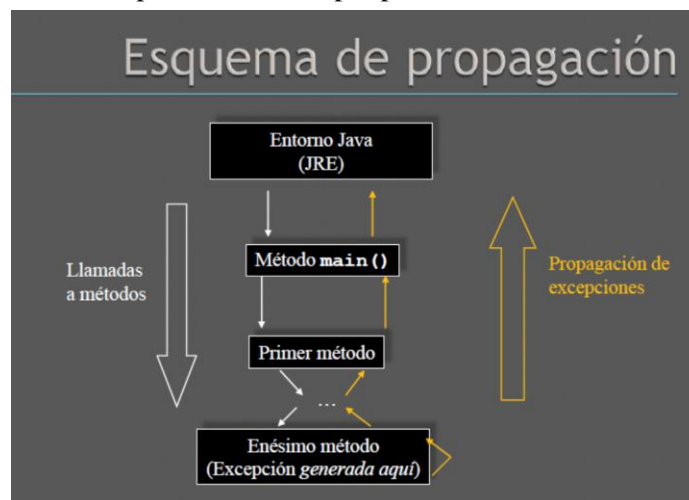 Esquema de propagación
Entorno Java
(JRE)
Método main()
Llamadas
a métodos
Propagación de
excepciones
Primer método
...
Enésimo método
(Excepción generada aquí)